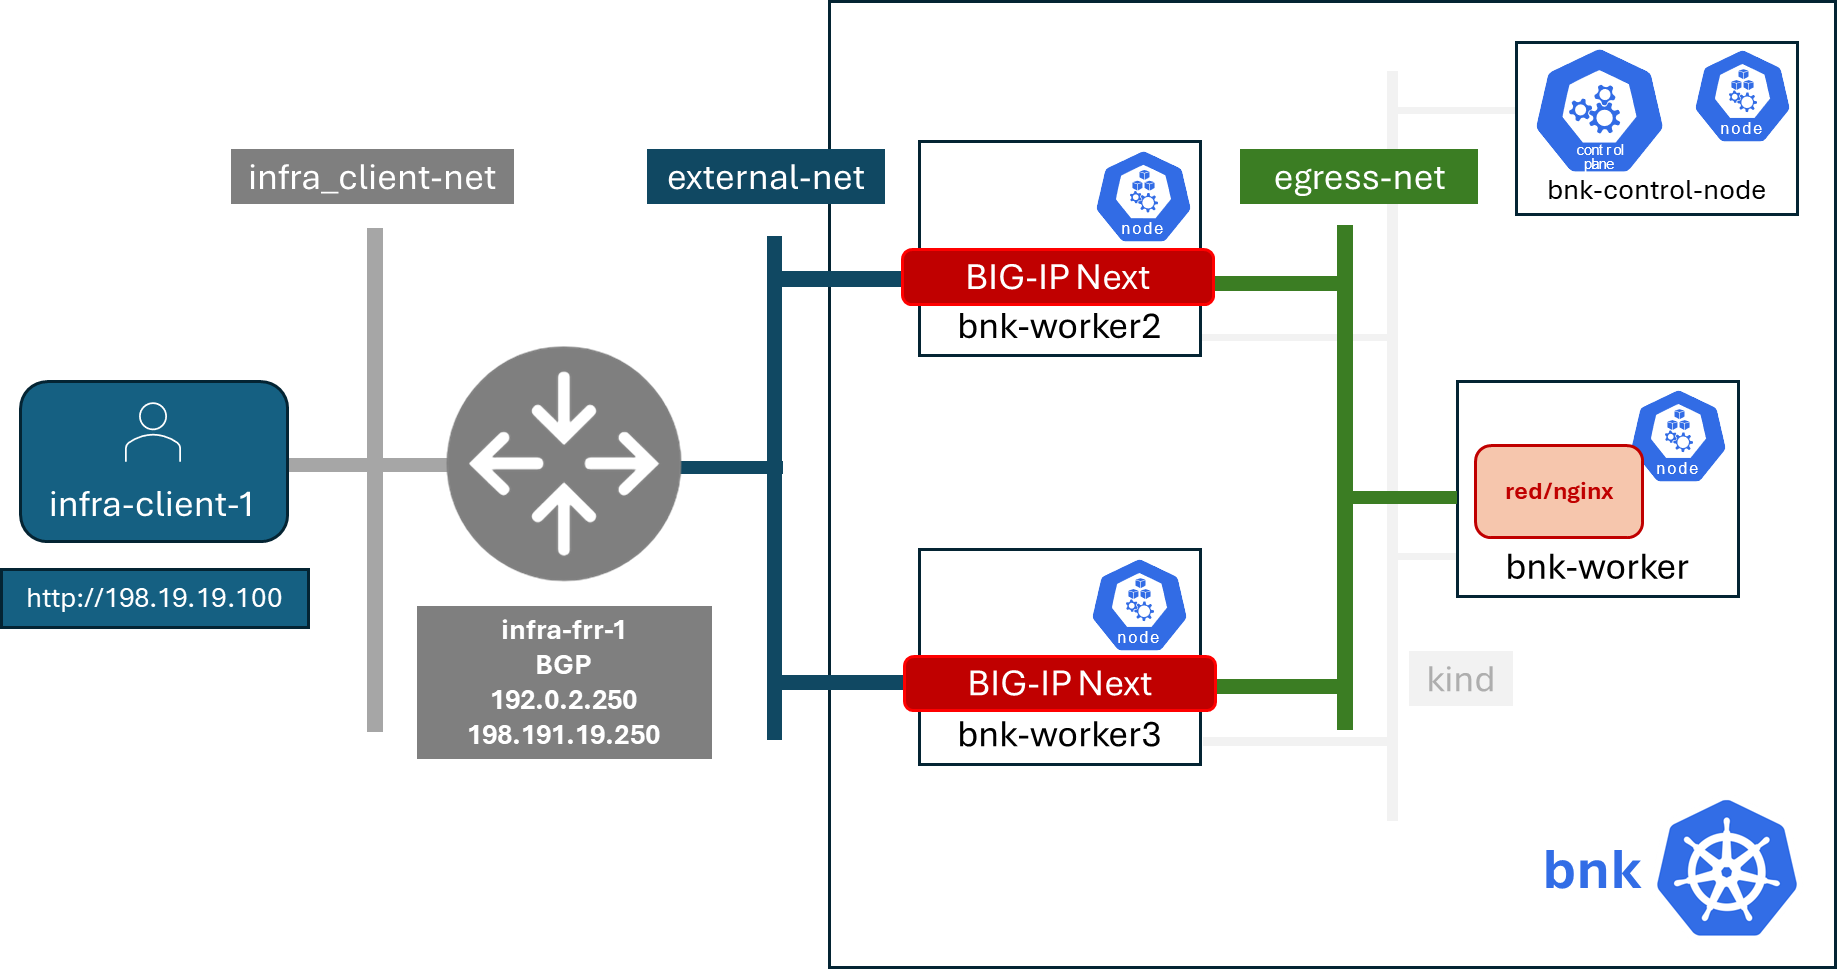 infra_client-net
external-net
egress-net
control
plane
node
bnk-control-node
node
BIG-IP Next
bnk-worker2
infra-client-1
http://198.19.19.100
infra-frr-1
BGP
192.0.2.250
198.191.19.250
node
red/nginx
bnk-worker
node
BIG-IP Next
bnk-worker3
kind
bnk